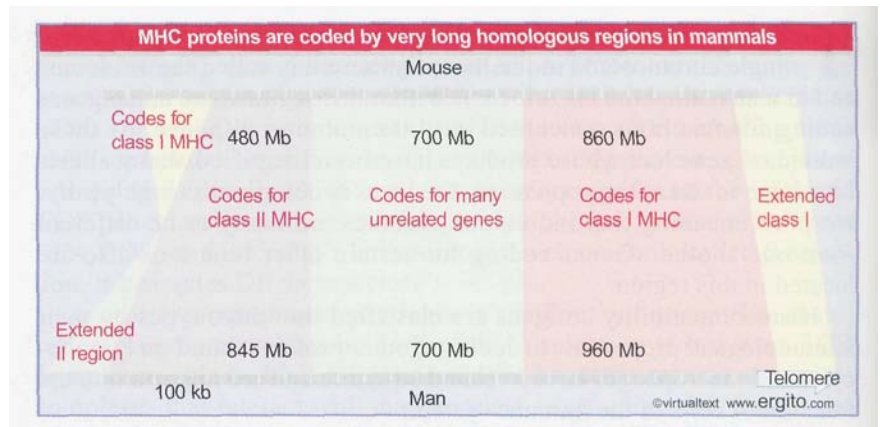 MHC proteins are coded by very long homologous regions in mammals
Mouse
Codes for
class I MHC 480 Mb 700 Mb 860 Mb
Codes for Codes for many Codes for Extended
class II MHC unrelated genes class I MHC class I
Extended
II region 845 Mb 700 Mb 960 Mb
Telomere
100 kb Man ©virtualtext www.ergito.com